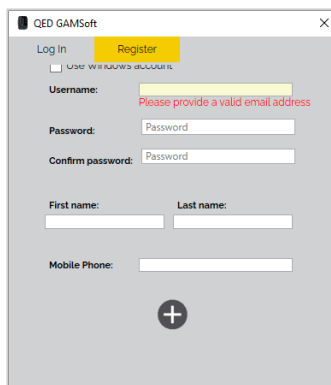 QED GAMSoft
Log In Register
Use Windows account
Username:
Please provide a valid email address
Password: Password
Confirm password: Password
First name: Last name:
Mobile Phone: